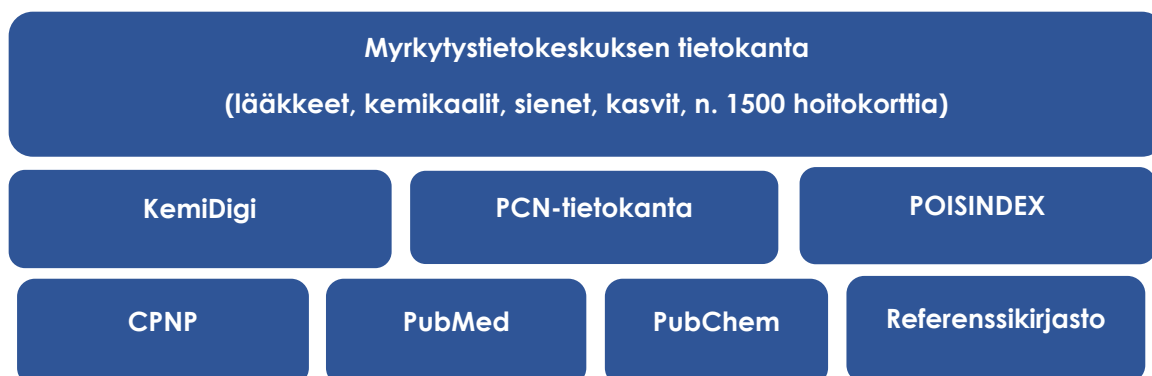 Myrkytystietokeskuksen tietokanta
(lääkkeet, kemikaalit, sienet, kasvit, n. 1500 hoitokorttia)
KemiDigi
PCN-tietokanta
POISINDEX
CPNP
PubMed
PubChem
Referenssikirjasto